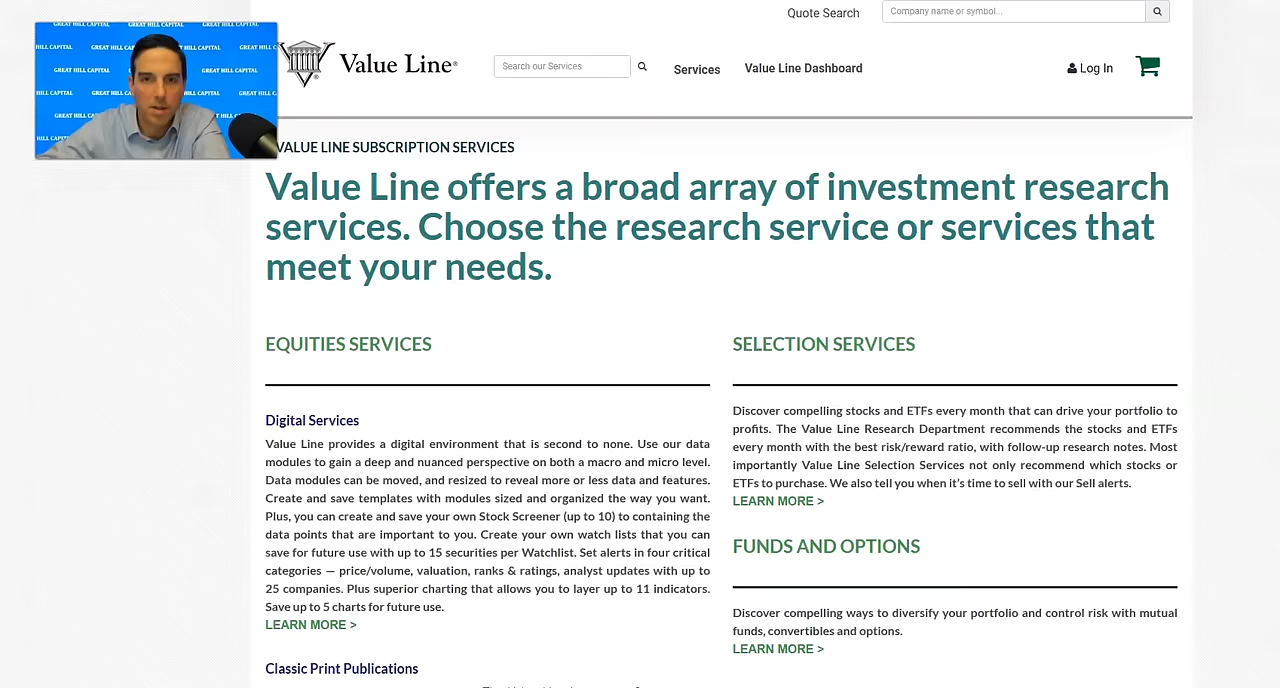 Quote Search
Company name or symbol...
GREAT HILL CAPITAL
Value Line®
Search our Services
Services
Value Line Dashboard
Log In
VALUE LINE SUBSCRIPTION SERVICES
Value Line offers a broad array of investment research
services. Choose the research service or services that
meet your needs.
EQUITIES SERVICES
Digital Services
Value Line provides a digital environment that is second to none. Use our data
modules to gain a deep and nuanced perspective on both a macro and micro level.
Data modules can be moved, and resized to reveal more or less data and features.
Create and save templates with modules sized and organized the way you want.
Plus, you can create and save your own Stock Screener (up to 10) to containing the
data points that are important to you. Create your own watch lists that you can
save for future use with up to 15 securities per Watchlist. Set alerts in four critical
categories — price/volume, valuation, ranks & ratings, analyst updates with up to
25 companies. Plus superior charting that allows you to layer up to 11 indicators.
Save up to 5 charts for future use.
LEARN MORE >
Classic Print Publications
SELECTION SERVICES
Discover compelling stocks and ETFs every month that can drive your portfolio to
profits. The Value Line Research Department recommends the stocks and ETFs
every month with the best risk/reward ratio, with follow-up research notes. Most
importantly Value Line Selection Services not only recommend which stocks or
ETFs to purchase. We also tell you when it's time to sell with our Sell alerts.
LEARN MORE >
FUNDS AND OPTIONS
Discover compelling ways to diversify your portfolio and control risk with mutual
funds, convertibles and options.
LEARN MORE >